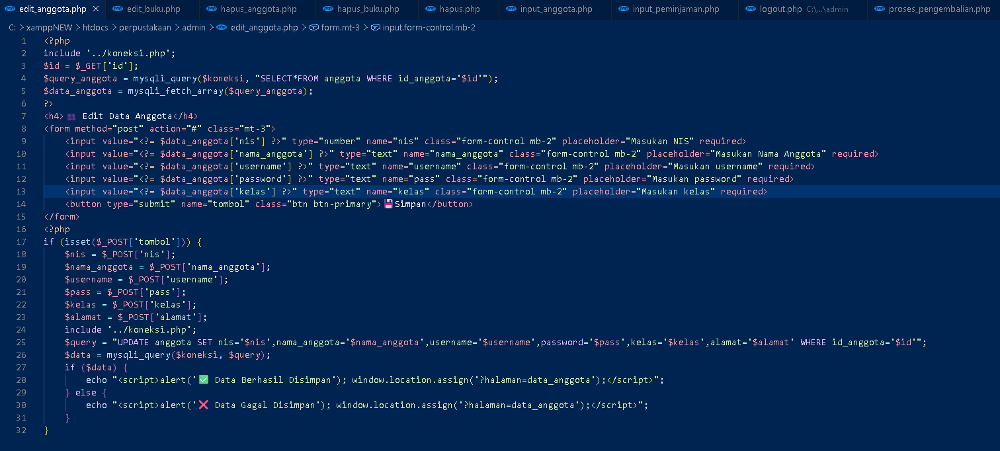 edit_anggota.php × edit_buku.php hapus_anggota.php hapus_buku.php hapus.php input_anggota.php input_peminjaman.php logout.php C:\...\admin proses_pengembalian.php
C: > xamppNEW > htdocs > perpustakaan > admin > edit_anggota.php > form.mt-3 > input.form-control.mb-2
1 <?php
2 include '../koneksi.php';
3 $id = $_GET['id'];
4 $query_anggota = mysqli_query($koneksi, "SELECT*FROM anggota WHERE id_anggota='$id'");
5 $data_anggota = mysqli_fetch_array($query_anggota);
6 ?>
7 <h4>👥 Edit Data Anggota</h4>
8 <form method="post" action="#" class="mt-3">
9     <input value="<?= $data_anggota['nis'] ?>" type="number" name="nis" class="form-control mb-2" placeholder="Masukan NIS" required>
10     <input value="<?= $data_anggota['nama_anggota'] ?>" type="text" name="nama_anggota" class="form-control mb-2" placeholder="Masukan Nama Anggota" required>
11     <input value="<?= $data_anggota['username'] ?>" type="text" name="username" class="form-control mb-2" placeholder="Masukan username" required>
12     <input value="<?= $data_anggota['password'] ?>" type="text" name="pass" class="form-control mb-2" placeholder="Masukan password" required>
13     <input value="<?= $data_anggota['kelas'] ?>" type="text" name="kelas" class="form-control mb-2" placeholder="Masukan kelas" required>
14     <button type="submit" name="tombol" class="btn btn-primary">💾Simpan</button>
15 </form>
16 <?php
17 if (isset($_POST['tombol'])) {
18     $nis = $_POST['nis'];
19     $nama_anggota = $_POST['nama_anggota'];
20     $username = $_POST['username'];
21     $pass = $_POST['pass'];
22     $kelas = $_POST['kelas'];
23     $alamat = $_POST['alamat'];
24     include '../koneksi.php';
25     $query = "UPDATE anggota SET nis='$nis',nama_anggota='$nama_anggota',username='$username',password='$pass',kelas='$kelas',alamat='$alamat' WHERE id_anggota='$id'";
26     $data = mysqli_query($koneksi, $query);
27     if ($data) {
28         echo "<script>alert('✅ Data Berhasil Disimpan'); window.location.assign('?halaman=data_anggota');</script>";
29     } else {
30         echo "<script>alert('❌ Data Gagal Disimpan'); window.location.assign('?halaman=data_anggota');</script>";
31     }
32 }